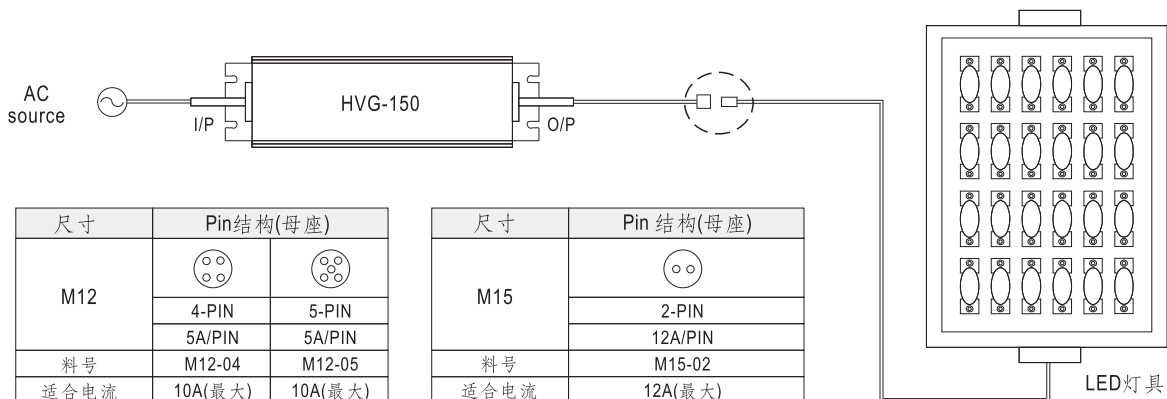 AC
source
I/P
HVG-150
O/P
尺寸 Pin结构(母座)
M12
4-PIN 5-PIN
5A/PIN 5A/PIN
料号 M12-04 M12-05
适合电流 10A(最大) 10A(最大)
尺寸 Pin 结构(母座)
M15
2-PIN
12A/PIN
料号 M15-02
适合电流 12A(最大)
LED灯具